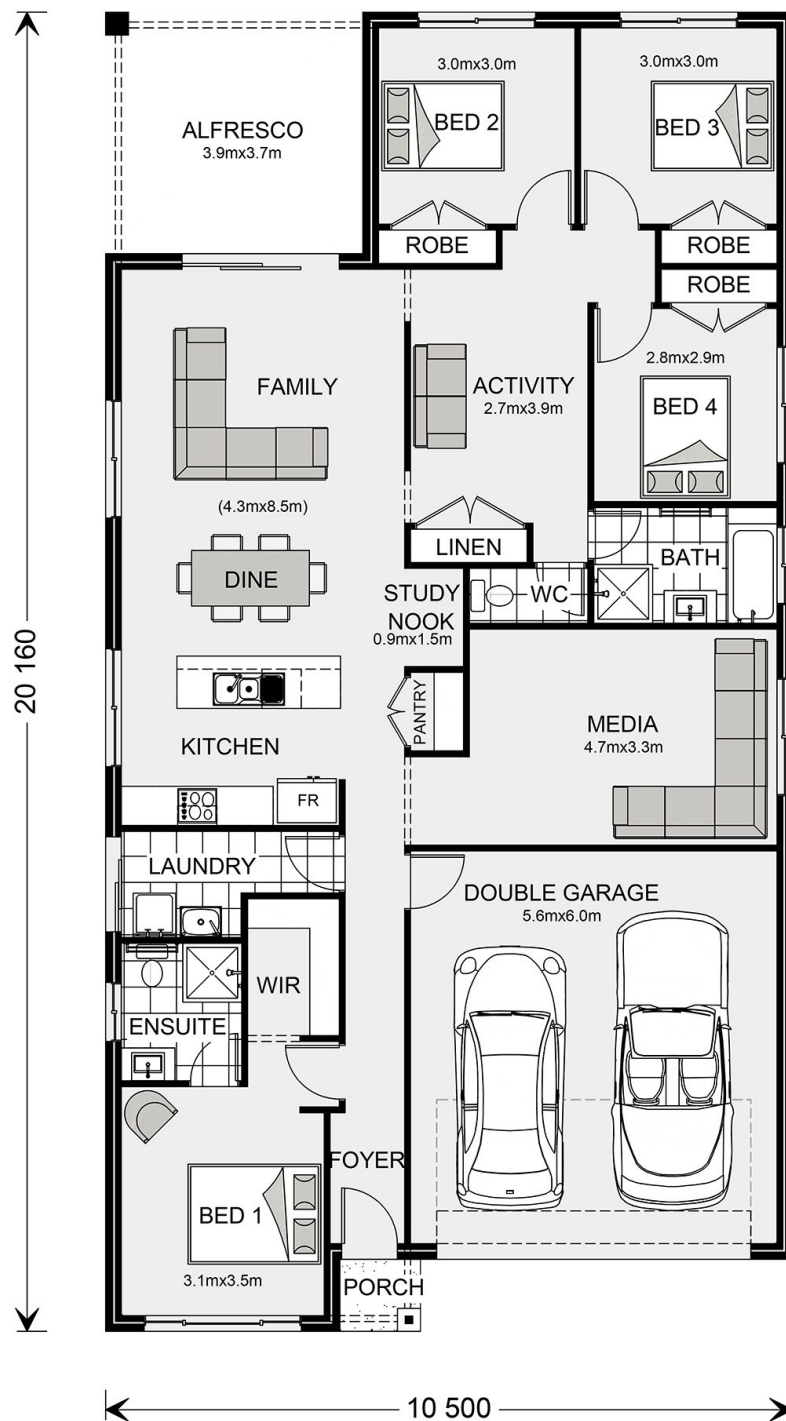 3.0mx3.0m
3.0mx3.0m
BED 2
BED 3
ALFRESCO
3.9mx3.7m
ROBE
ROBE
ROBE
FAMILY
ACTIVITY
2.7mx3.9m
2.8mx2.9m
BED 4
(4.3mx8.5m)
LINEN
BATH
DINE
STUDY
NOOK
0.9mx1.5m
WC
20 160
PANTRY
MEDIA
4.7mx3.3m
KITCHEN
FR
LAUNDRY
DOUBLE GARAGE
5.6mx6.0m
WIR
ENSUITE
FOYER
BED 1
3.1mx3.5m
PORCH
10 500